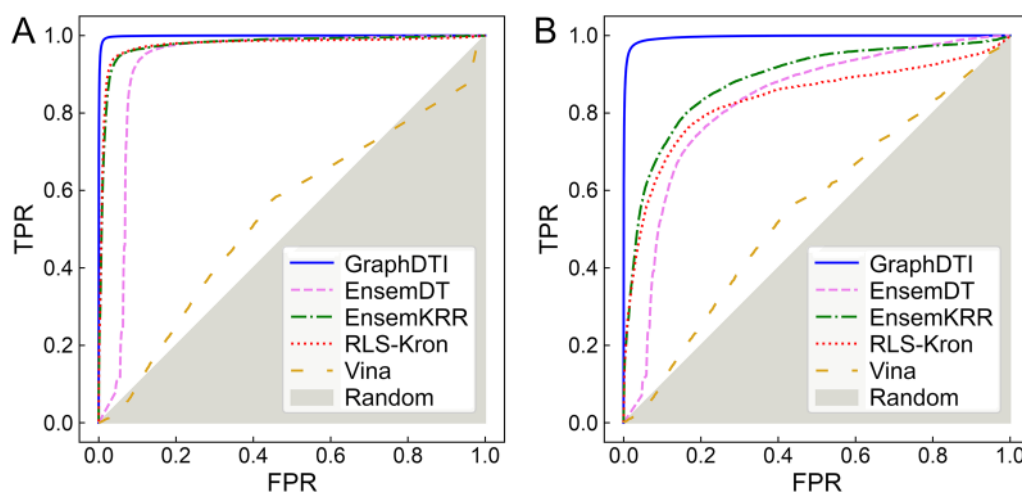 A
TPR
1.0
0.8
0.6
0.4
0.2
0.0
GraphDTI
EnsemDT
EnsemKRR
RLS-Kron
Vina
Random
0.0 0.2 0.4 0.6 0.8 1.0
FPR
B
TPR
1.0
0.8
0.6
0.4
0.2
0.0
GraphDTI
EnsemDT
EnsemKRR
RLS-Kron
Vina
Random
0.0 0.2 0.4 0.6 0.8 1.0
FPR